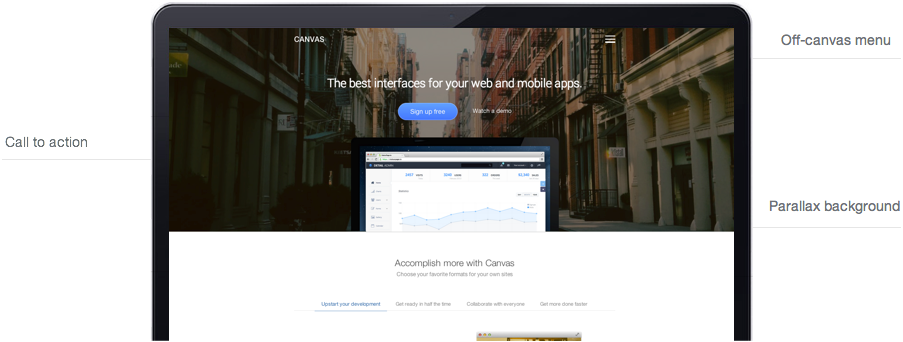 Off-canvas menu
CANVAS
The best interfaces for your web and mobile apps.
Sign up free
Watch a demo
Call to action
Parallax background
Accomplish more with Canvas
Choose your favorite formats for your own sites
Upstart your development
Get ready in half the time
Collaborate with everyone
Get more done faster